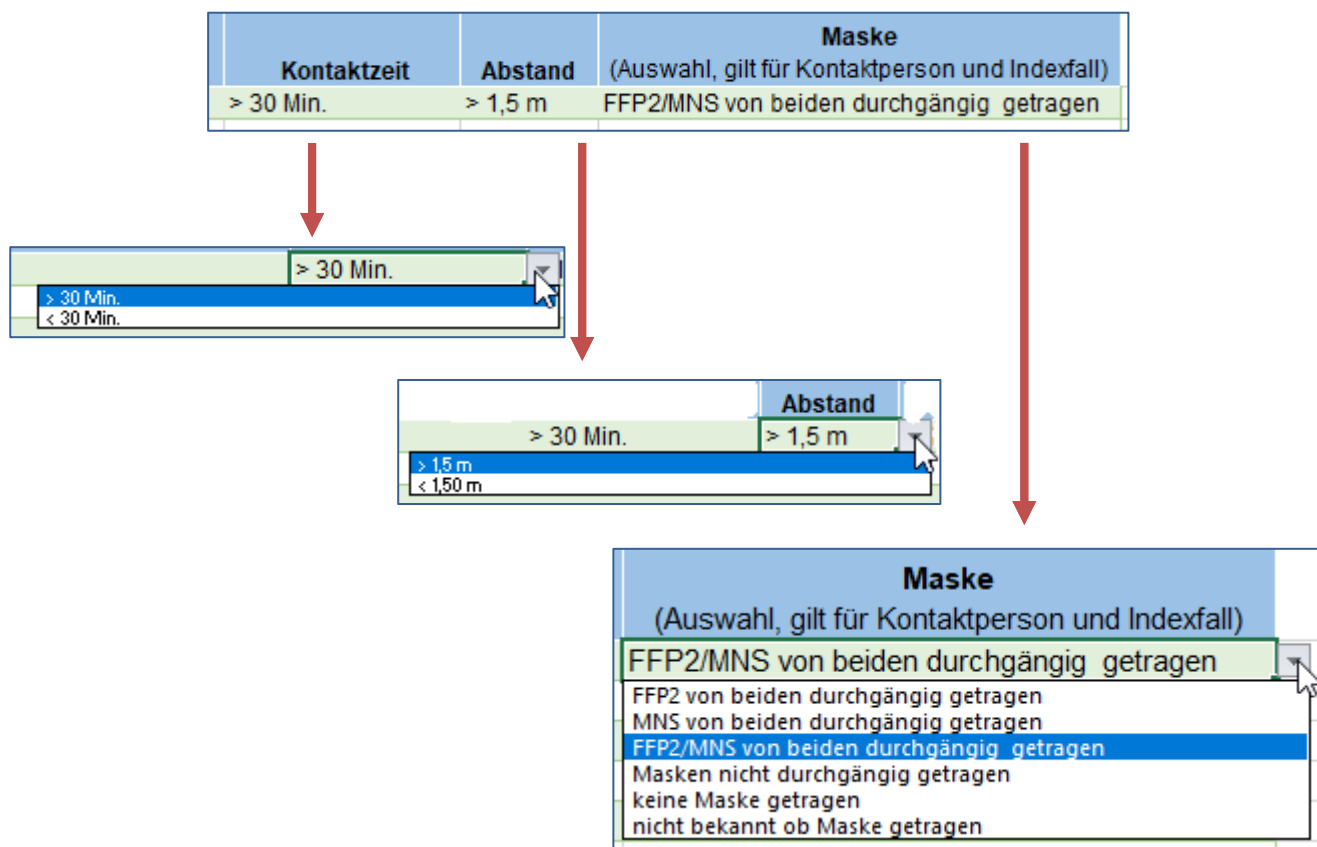 Maske
Kontaktzeit Abstand (Auswahl, gilt für Kontaktperson und Indexfall)
> 30 Min. > 1,5 m FFP2/MNS von beiden durchgängig  getragen
> 30 Min.
> 30 Min.
< 30 Min.
Abstand
> 30 Min. > 1,5 m
> 1,5 m
< 1,50 m
Maske
(Auswahl, gilt für Kontaktperson und Indexfall)
FFP2/MNS von beiden durchgängig  getragen
FFP2 von beiden durchgängig getragen
MNS von beiden durchgängig getragen
FFP2/MNS von beiden durchgängig  getragen
Masken nicht durchgängig getragen
keine Maske getragen
nicht bekannt ob Maske getragen